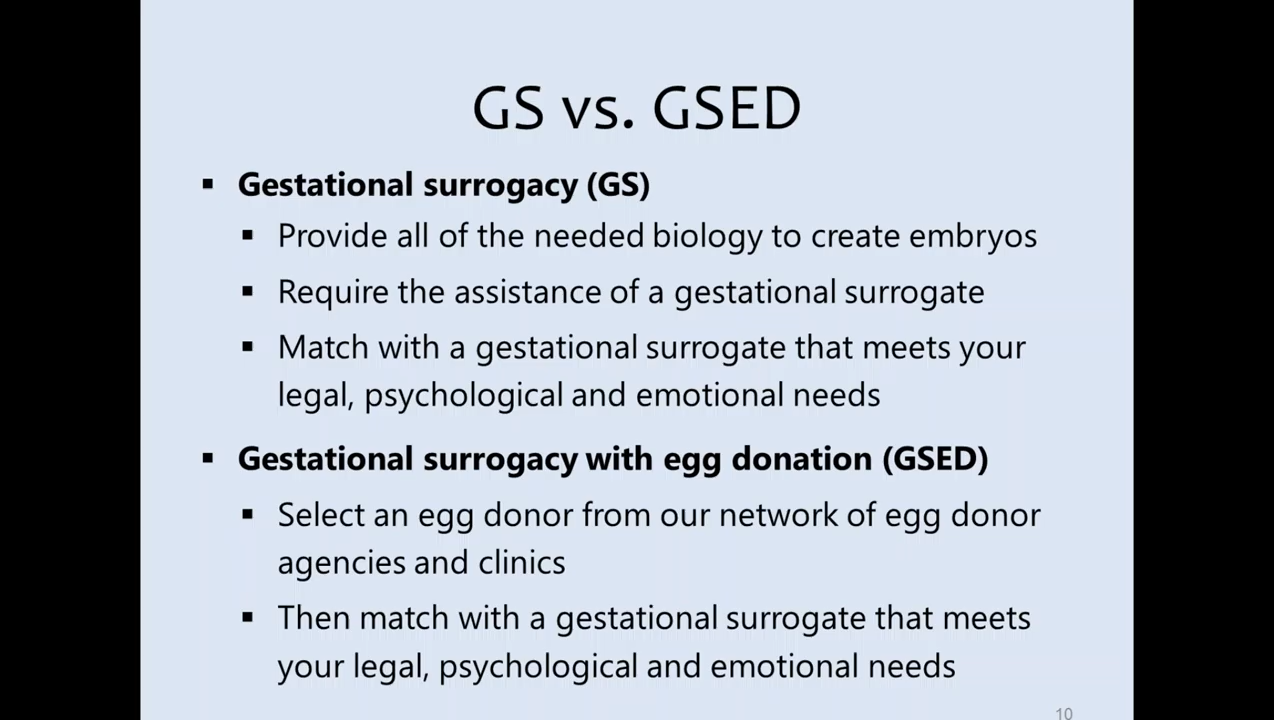 GS vs. GSED
▪ Gestational surrogacy (GS)
▪ Provide all of the needed biology to create embryos
▪ Require the assistance of a gestational surrogate
▪ Match with a gestational surrogate that meets your
legal, psychological and emotional needs
▪ Gestational surrogacy with egg donation (GSED)
▪ Select an egg donor from our network of egg donor
agencies and clinics
▪ Then match with a gestational surrogate that meets
your legal, psychological and emotional needs
10